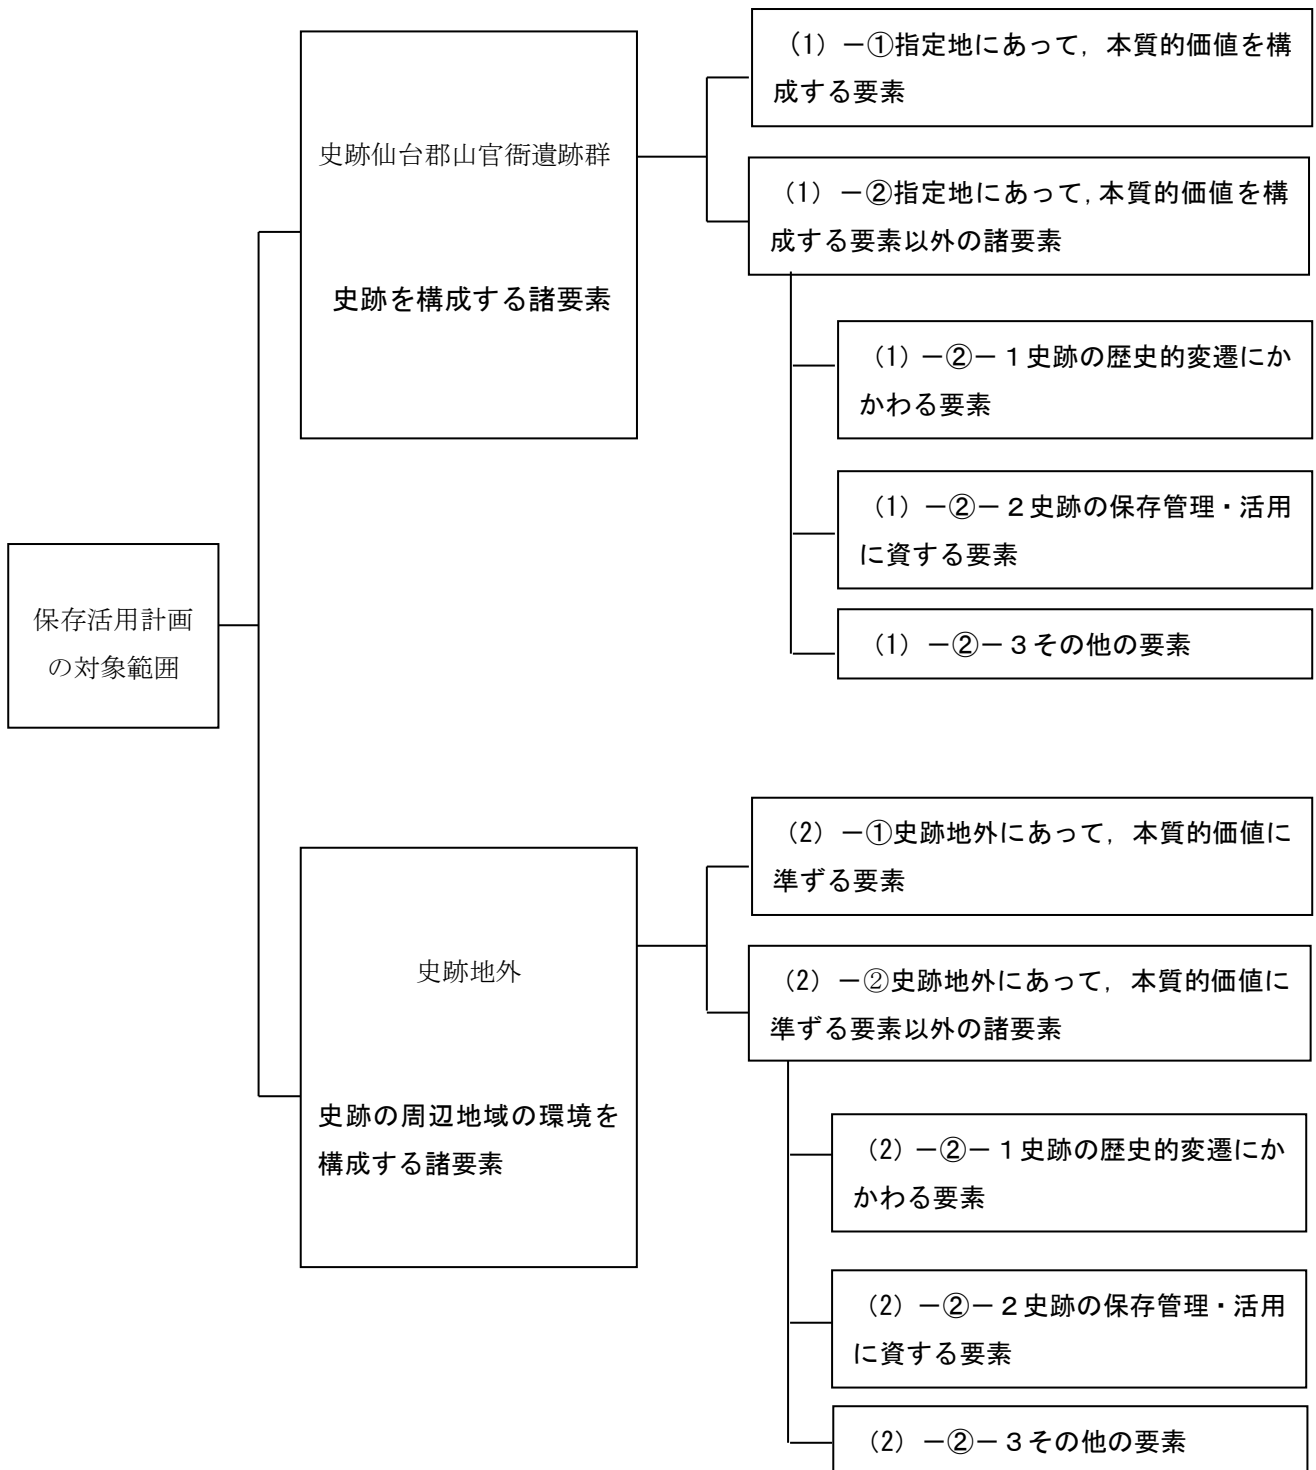 (1) -①指定地にあって，本質的価値を構
成する要素
史跡仙台郡山官衙遺跡群
史跡を構成する諸要素
(1) -②指定地にあって，本質的価値を構
成する要素以外の諸要素
(1) -②-1史跡の歴史的変遷にか
かわる要素
(1) -②-2史跡の保存管理・活用
に資する要素
(1) -②-3その他の要素
保存活用計画
の対象範囲
(2) -①史跡地外にあって，本質的価値に
準ずる要素
史跡地外
史跡の周辺地域の環境を
構成する諸要素
(2) -②史跡地外にあって，本質的価値に
準ずる要素以外の諸要素
(2) -②-1史跡の歴史的変遷にか
かわる要素
(2) -②-2史跡の保存管理・活用
に資する要素
(2) -②-3その他の要素